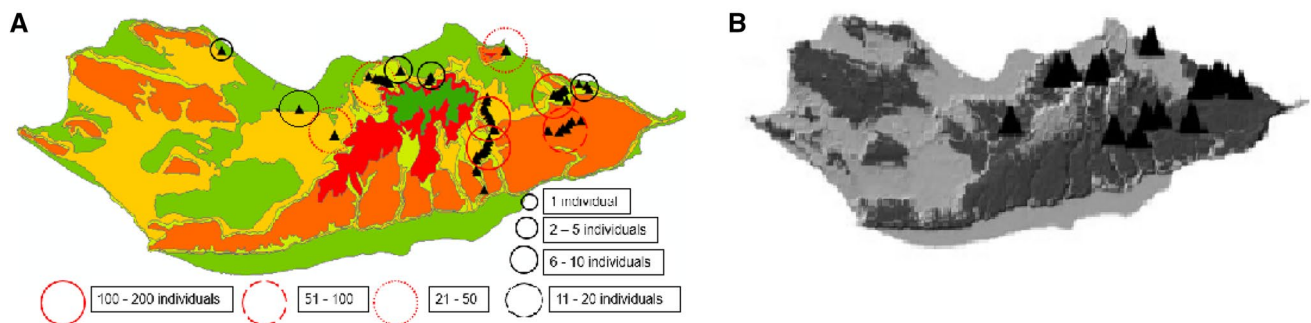 A
B
1 individual
2 – 5 individuals
6 - 10 individuals
100 - 200 individuals
51 - 100
21 - 50
11 - 20 individuals